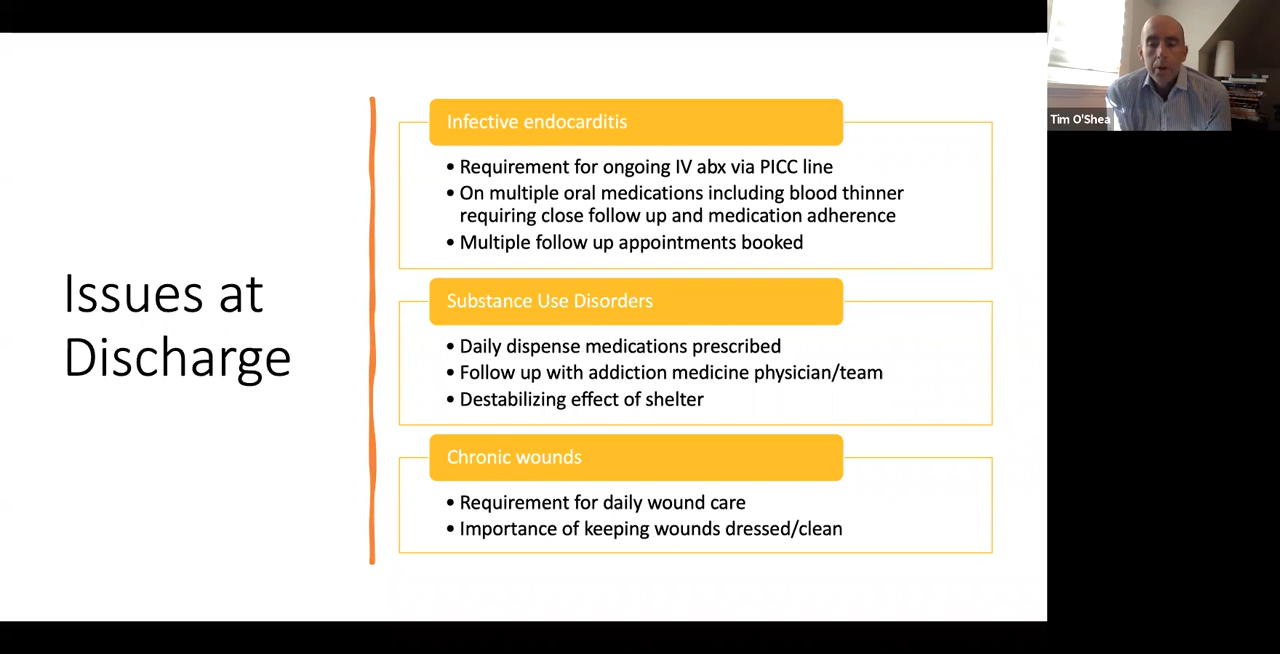 Issues at
Discharge
Infective endocarditis
• Requirement for ongoing IV abx via PICC line
• On multiple oral medications including blood thinner
requiring close follow up and medication adherence
• Multiple follow up appointments booked
Substance Use Disorders
• Daily dispense medications prescribed
• Follow up with addiction medicine physician/team
• Destabilizing effect of shelter
Chronic wounds
• Requirement for daily wound care
• Importance of keeping wounds dressed/clean
Tim O'Shea